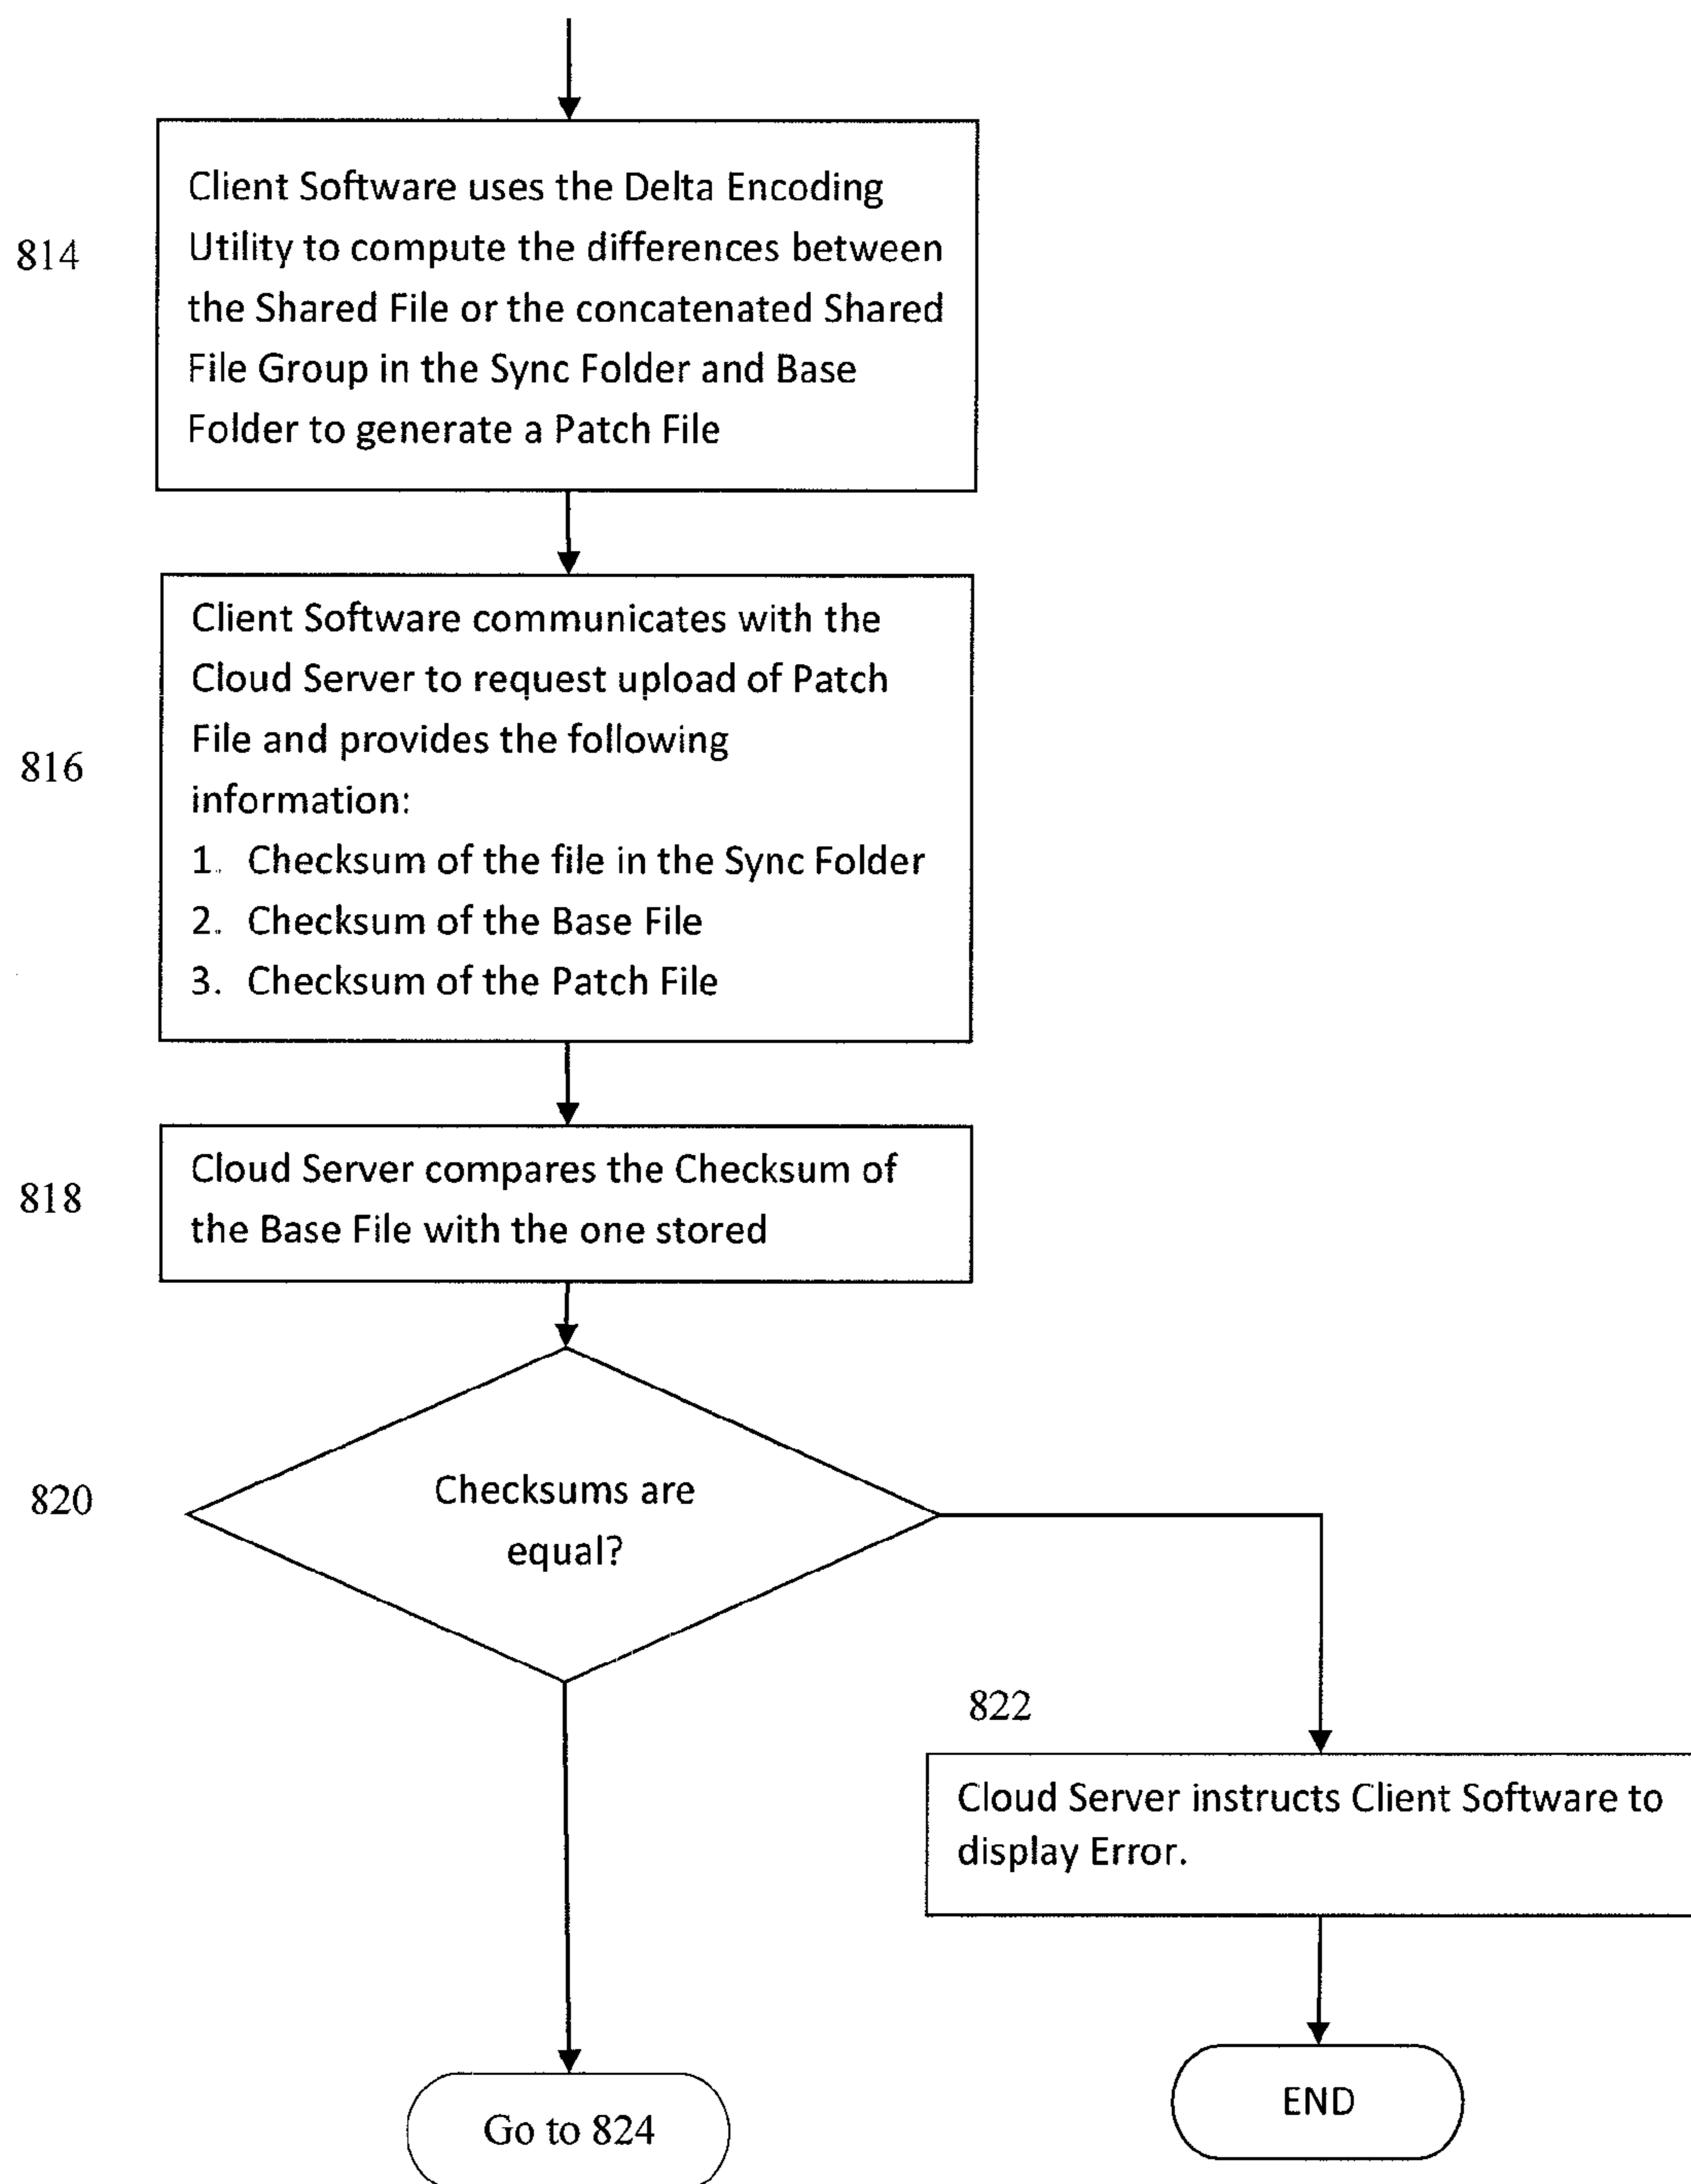 814
Client Software uses the Delta Encoding
Utility to compute the differences between
the Shared File or the concatenated Shared
File Group in the Sync Folder and Base
Folder to generate a Patch File
816
Client Software communicates with the
Cloud Server to request upload of Patch
File and provides the following
information:
1. Checksum of the file in the Sync Folder
2. Checksum of the Base File
3. Checksum of the Patch File
818
Cloud Server compares the Checksum of
the Base File with the one stored
820
Checksums are
equal?
822
Cloud Server instructs Client Software to
display Error.
END
Go to 824